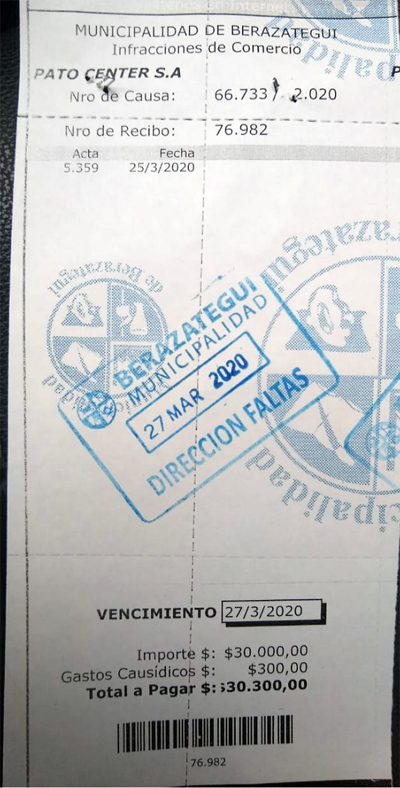 MUNICIPALIDAD DE BERAZATEGUI
Infracciones de Comercio
PATO CENTER S.A
Nro de Causa: 66.733 / 2.020
Nro de Recibo: 76.982
Acta Fecha
5.359 25/3/2020
de Berazategui
BERAZATEGUI
MUNICIPALIDAD
27 MAR 2020
DIRECCION FALTAS
VENCIMIENTO 27/3/2020
Importe $: $30.000,00
Gastos Causídicos $: $300,00
Total a Pagar $: $30.300,00
76.982